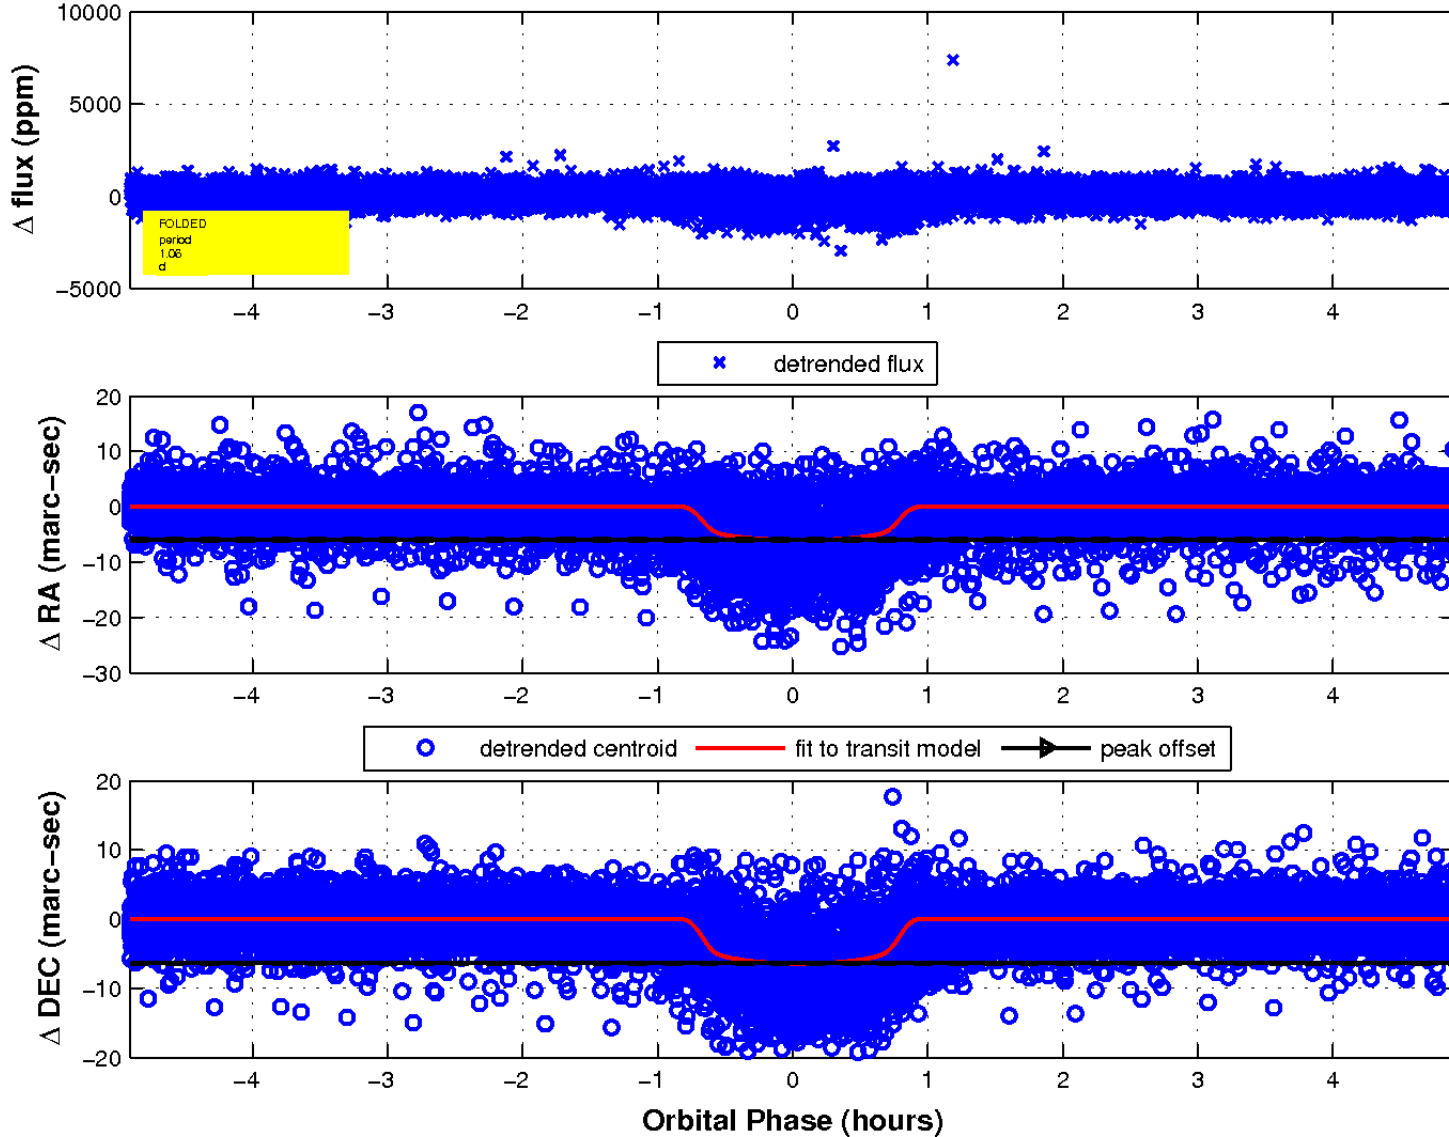 10000
5000
0
−5000
Δ flux (ppm)
FOLDED
period
1.06
d
−4 −3 −2 −1 0 1 2 3 4
detrended flux
20
10
0
−10
−20
−30
Δ RA (marc−sec)
−4 −3 −2 −1 0 1 2 3 4
detrended centroid fit to transit model peak offset
20
10
0
−10
−20
Δ DEC (marc−sec)
−4 −3 −2 −1 0 1 2 3 4
Orbital Phase (hours)